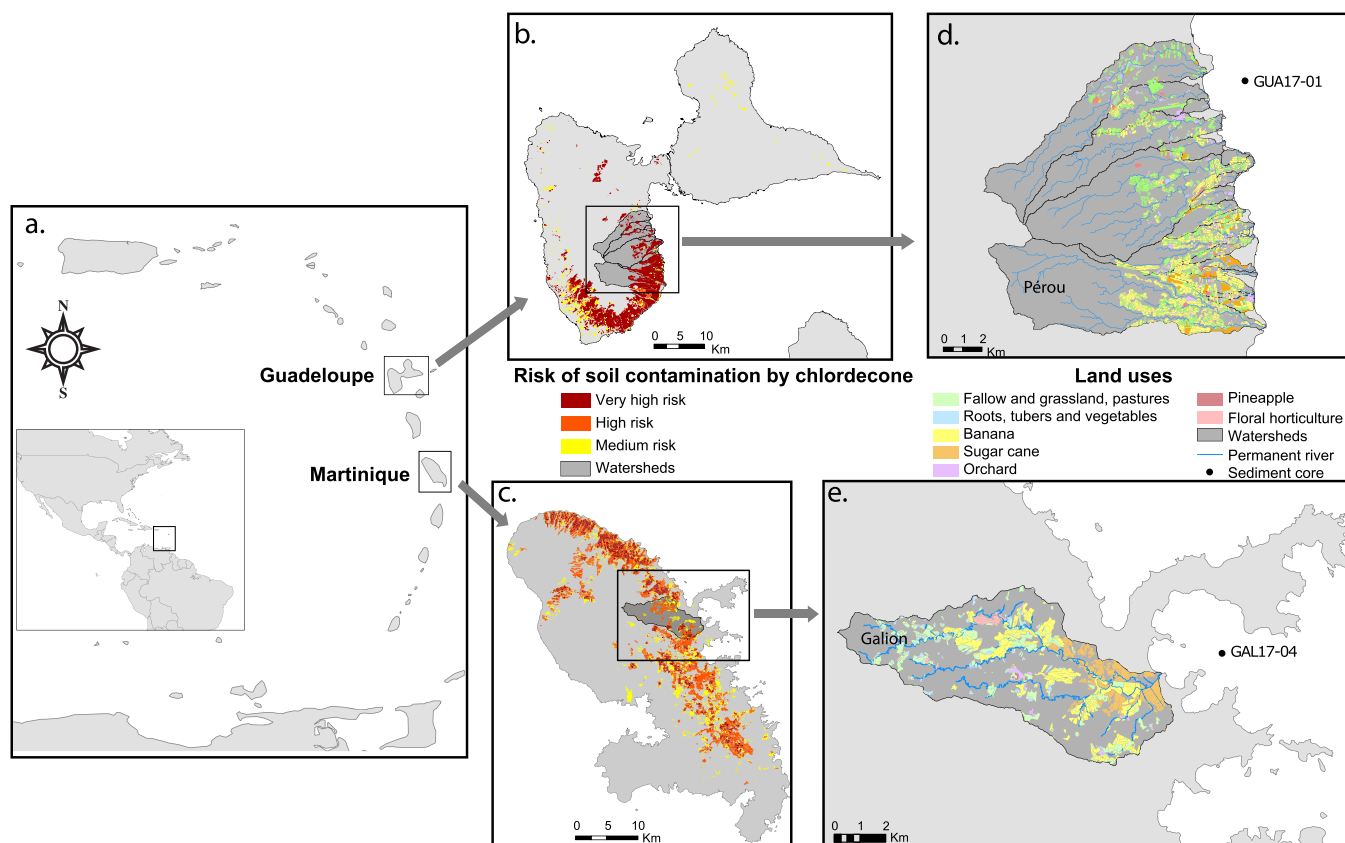 a.
N
S
Guadeloupe
Martinique
b.
0 5 10
Km
Risk of soil contamination by chlordecone
Very high risk
High risk
Medium risk
Watersheds
c.
0 5 10
Km
d.
GUA17-01
Pérou
0 1 2
Km
Land uses
Fallow and grassland, pastures
Roots, tubers and vegetables
Banana
Sugar cane
Orchard
Pineapple
Floral horticulture
Watersheds
Permanent river
Sediment core
e.
Galion
GAL17-04
0 1 2
Km